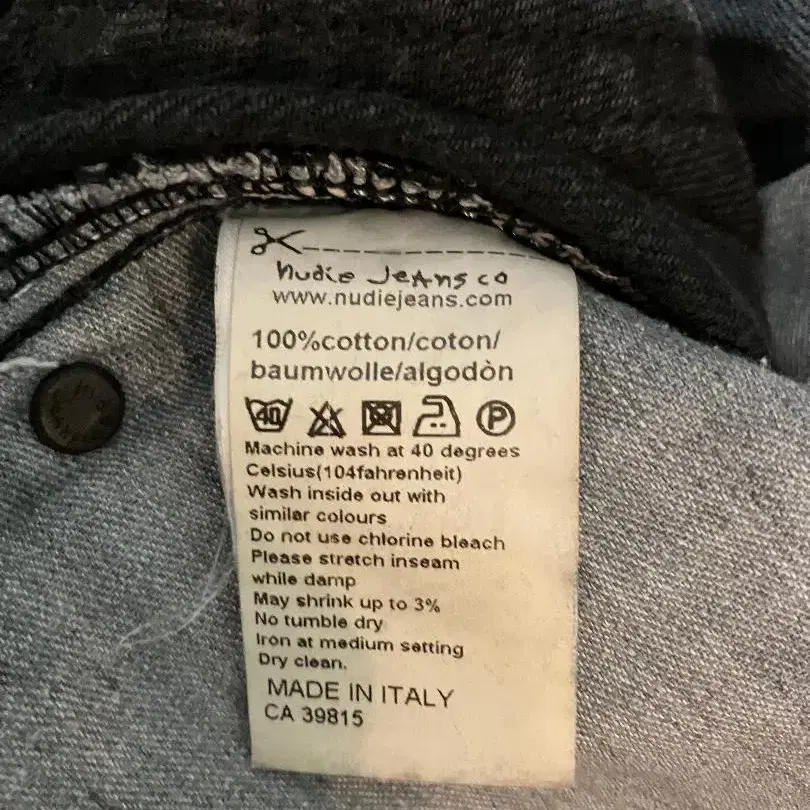 nudie Jeans co
www.nudiejeans.com
100%cotton/coton/
baumwolle/algodòn
40 P
Machine wash at 40 degrees
Celsius(104fahrenheit)
Wash inside out with
similar colours
Do not use chlorine bleach
Please stretch inseam
while damp
May shrink up to 3%
No tumble dry
Iron at medium setting
Dry clean.
MADE IN ITALY
CA 39815